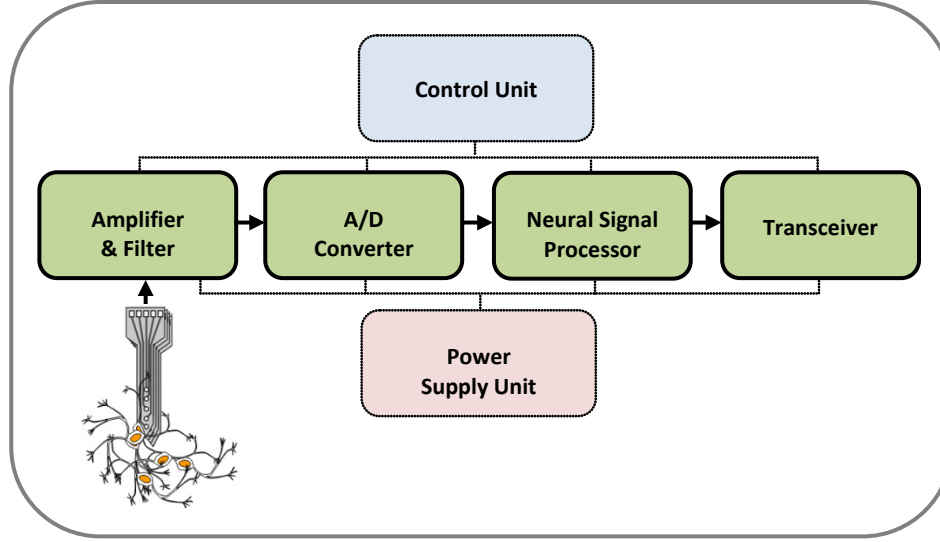 Control Unit
Amplifier
& Filter
A/D
Converter
Neural Signal
Processor
Transceiver
Power
Supply Unit